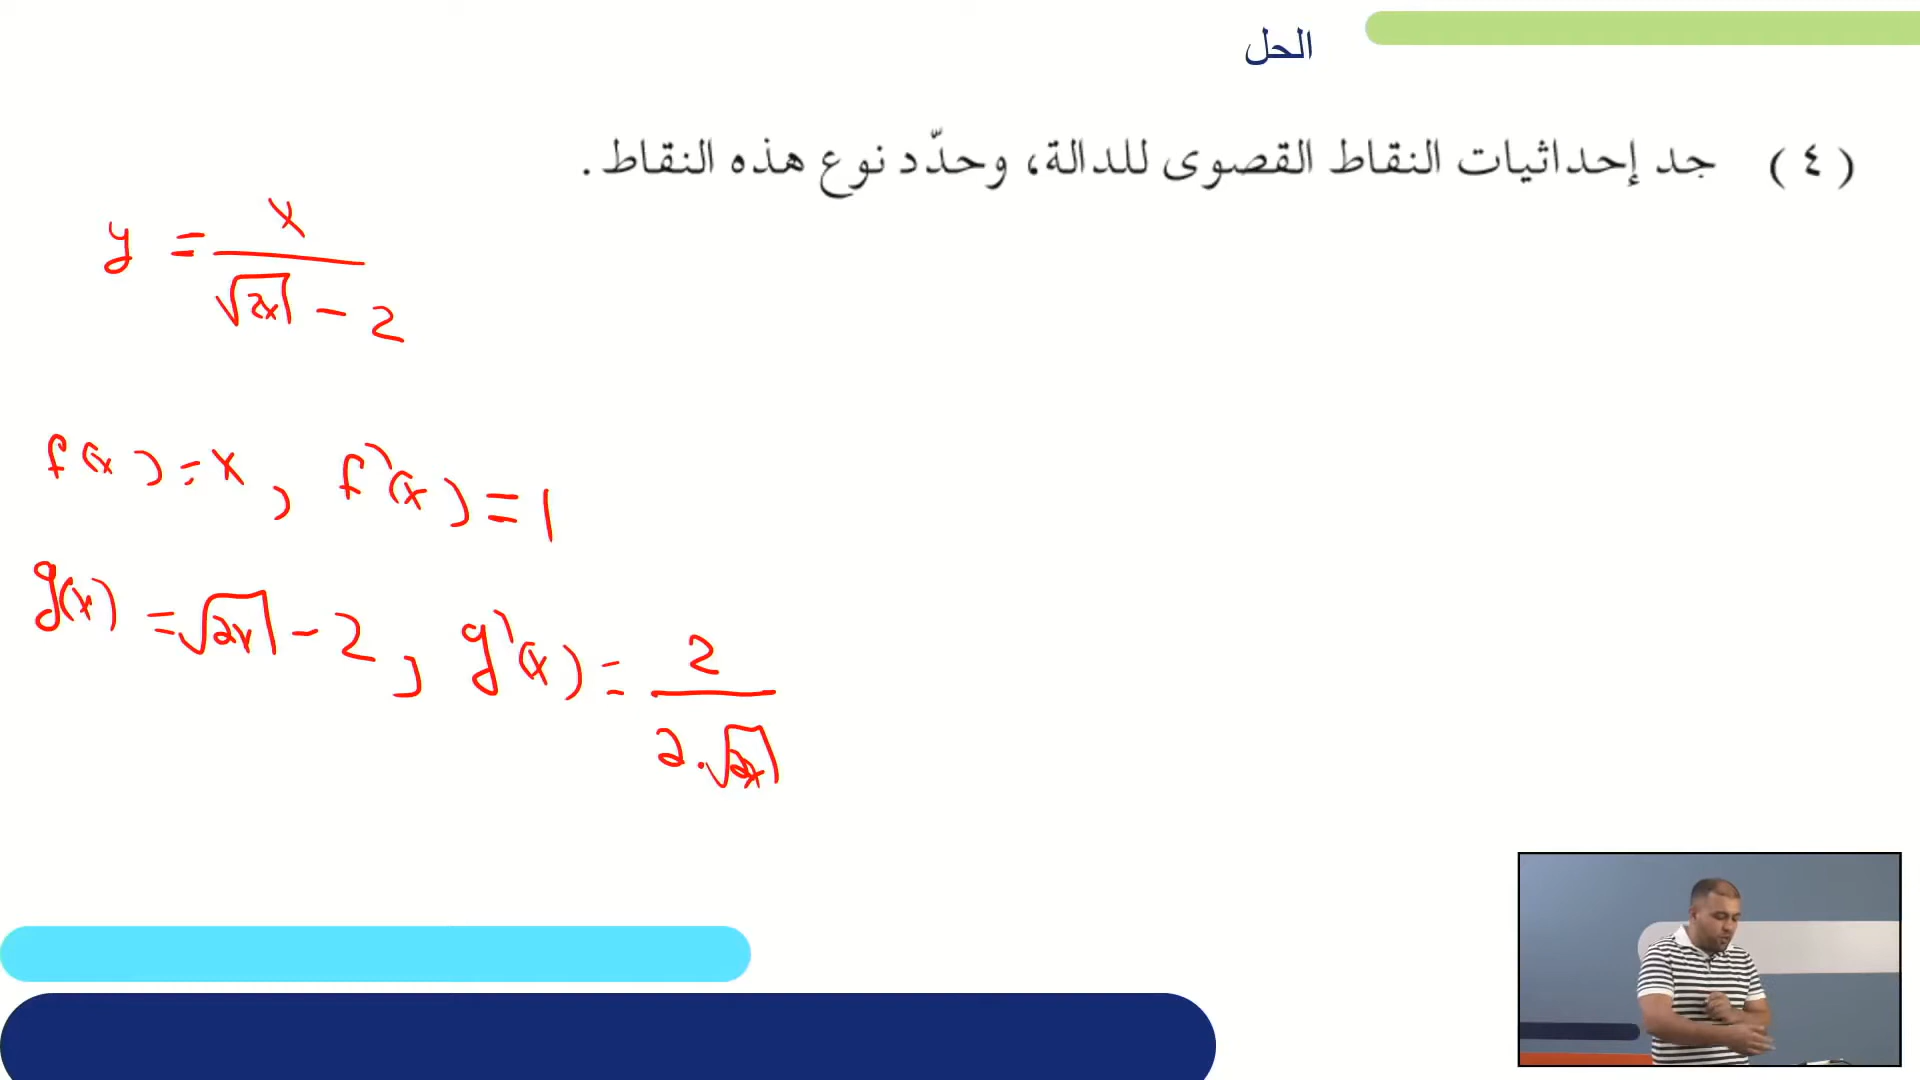 الحل
(٤) جد إحداثيات النقاط القصوى للدالة، وحدّد نوع هذه النقاط.
y = x / √2x - 2
f(x) = x , f'(x) = 1
g(x) = √2x - 2 , g'(x) = 2 / 2.√2x